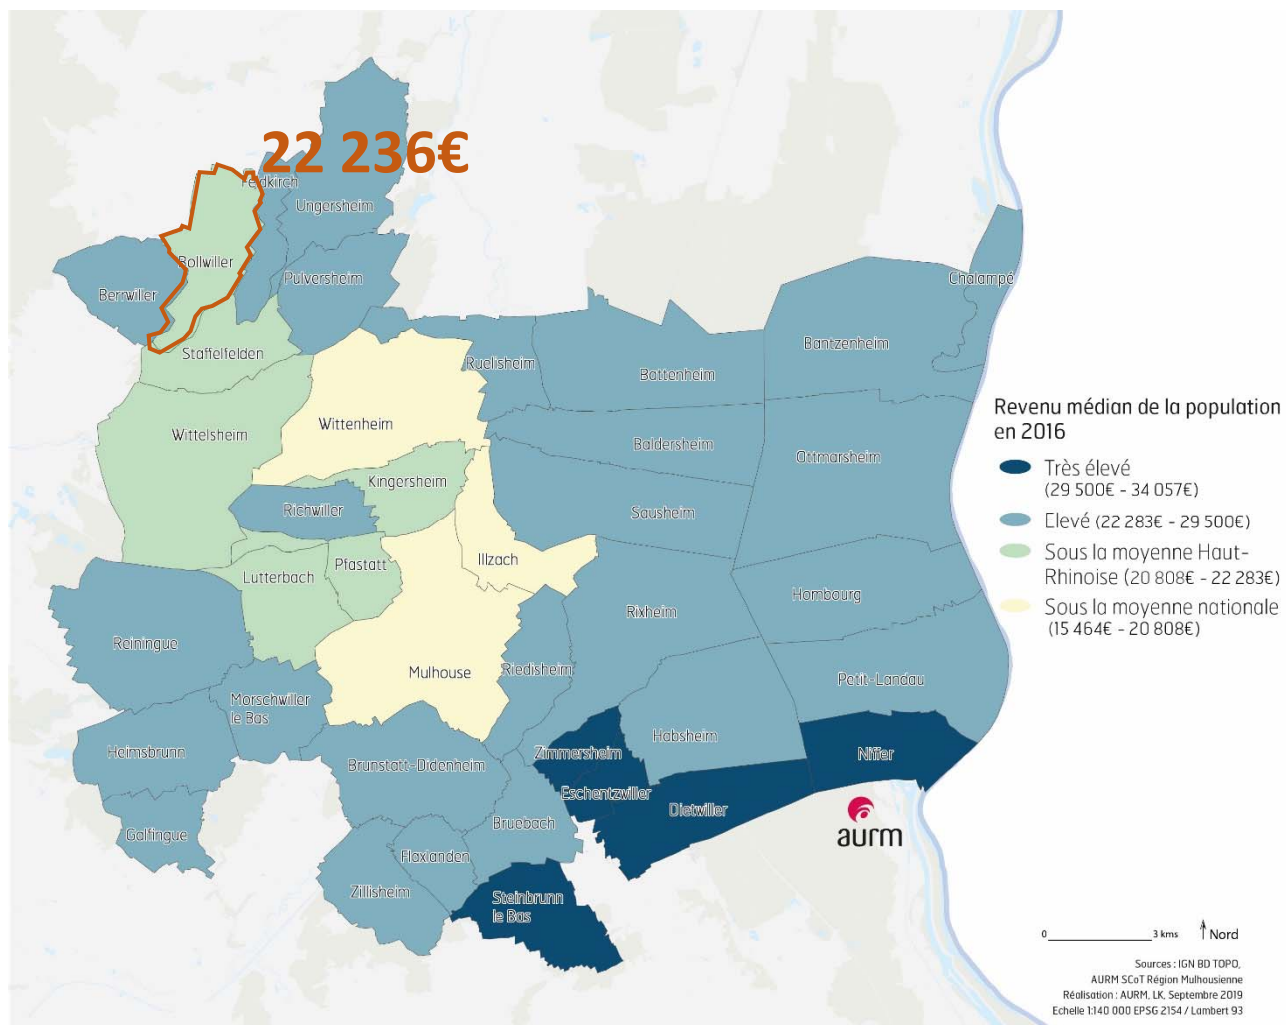 22 236€
Feldkirch
Ungersheim
Bollwiller
Berrwiller
Pulversheim
Chalampé
Staffelfelden
Ruelisheim
Battenheim
Bantzenheim
Wittenheim
Wittelsheim
Baldersheim
Ottmarsheim
Kingersheim
Richwiller
Sausheim
Illzach
Pfastatt
Lutterbach
Hombourg
Rixheim
Reiningue
Mulhouse
Riedisheim
Petit-Landau
Morschwiller
le Bas
Habsheim
Heimsbrunn
Zimmersheim
Niffer
Brunstatt-Didenheim
Eschentzwiller
Dietwiller
Galfingue
Bruebach
Flaxlanden
Zillisheim
Steinbrunn
le Bas
Revenu médian de la population
en 2016
Très élevé
(29 500€ - 34 057€)
Elevé (22 283€ - 29 500€)
Sous la moyenne Haut-
Rhinoise (20 808€ - 22 283€)
Sous la moyenne nationale
(15 464€ - 20 808€)
aurm
0 3 kms Nord
Sources : IGN BD TOPO,
AURM SCoT Région Mulhousienne
Réalisation : AURM, LK, Septembre 2019
Echelle 1:140 000 EPSG 2154 / Lambert 93